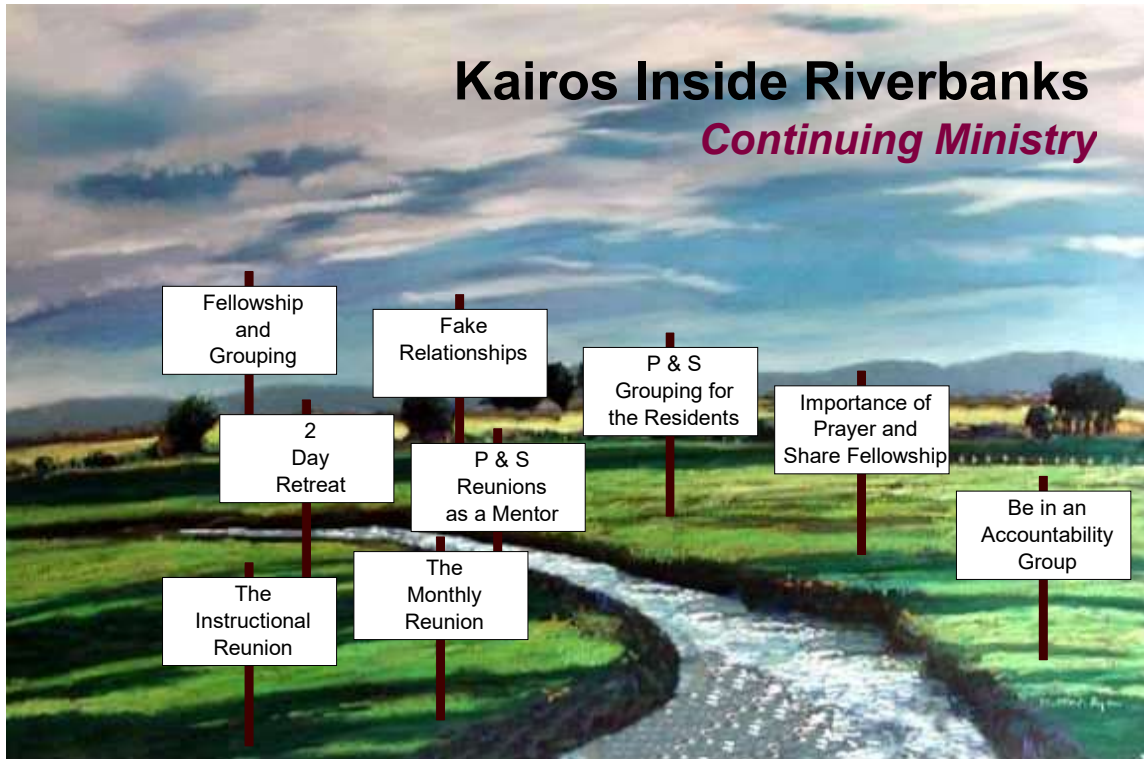 Kairos Inside Riverbanks
Continuing Ministry
Fellowship
and
Grouping
Fake
Relationships
P & S
Grouping for
the Residents
Importance of
Prayer and
Share Fellowship
2
Day
Retreat
P & S
Reunions
as a Mentor
Be in an
Accountability
Group
The
Instructional
Reunion
The
Monthly
Reunion